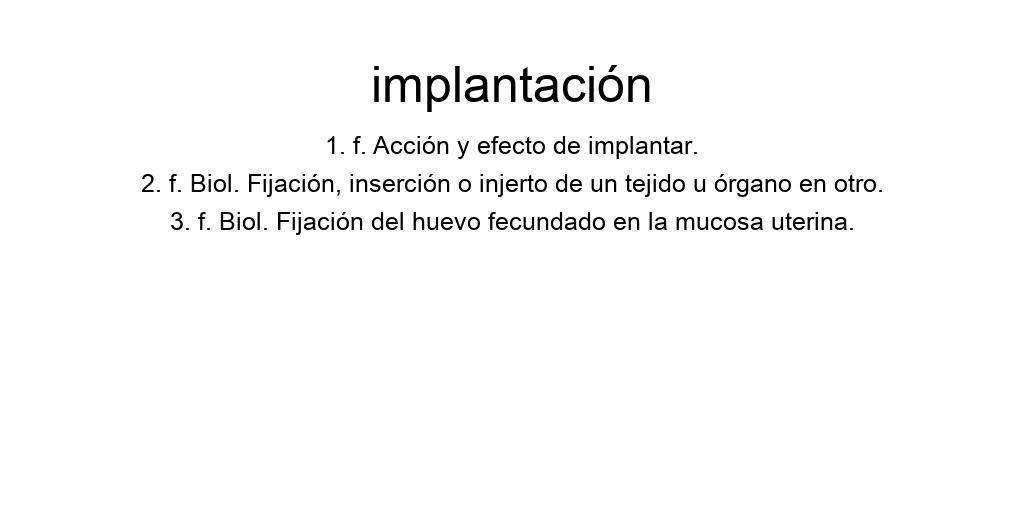 implantación
1. f. Acción y efecto de implantar.
2. f. Biol. Fijación, inserción o injerto de un tejido u órgano en otro.
3. f. Biol. Fijación del huevo fecundado en la mucosa uterina.